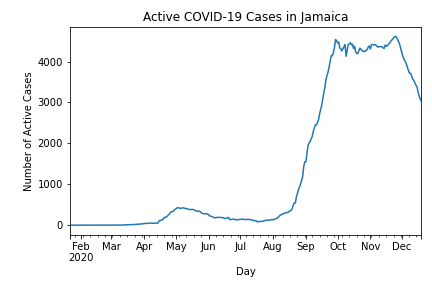 Active COVID-19 Cases in Jamaica
Number of Active Cases
4000
3000
2000
1000
0
Feb Mar Apr May Jun Jul Aug Sep Oct Nov Dec
2020
Day